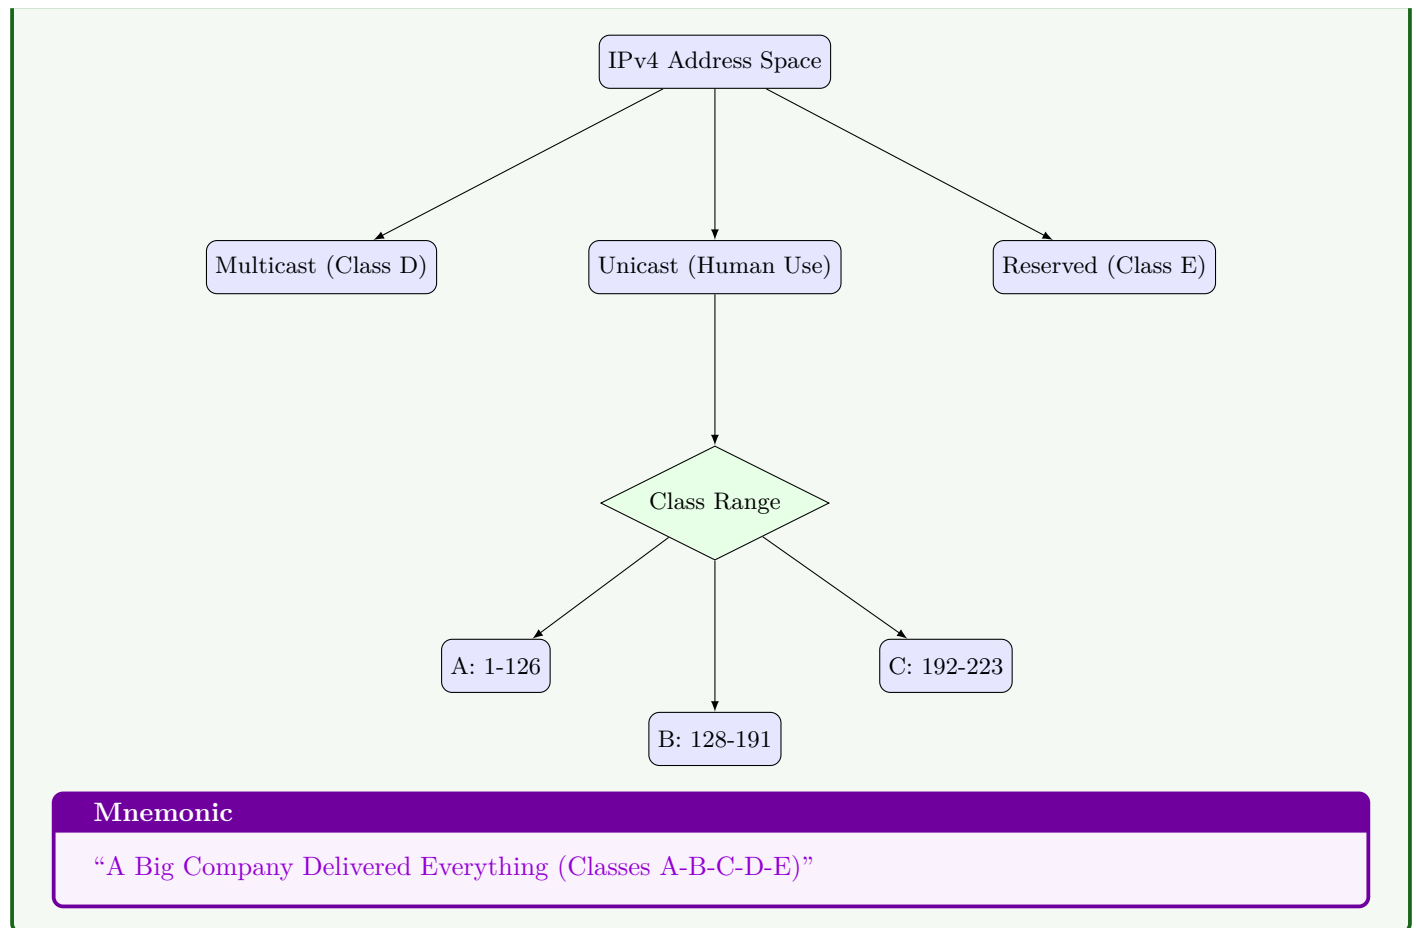 IPv4 Address Space
Multicast (Class D)
Unicast (Human Use)
Reserved (Class E)
Class Range
A: 1-126
C: 192-223
B: 128-191
Mnemonic
“A Big Company Delivered Everything (Classes A-B-C-D-E)”